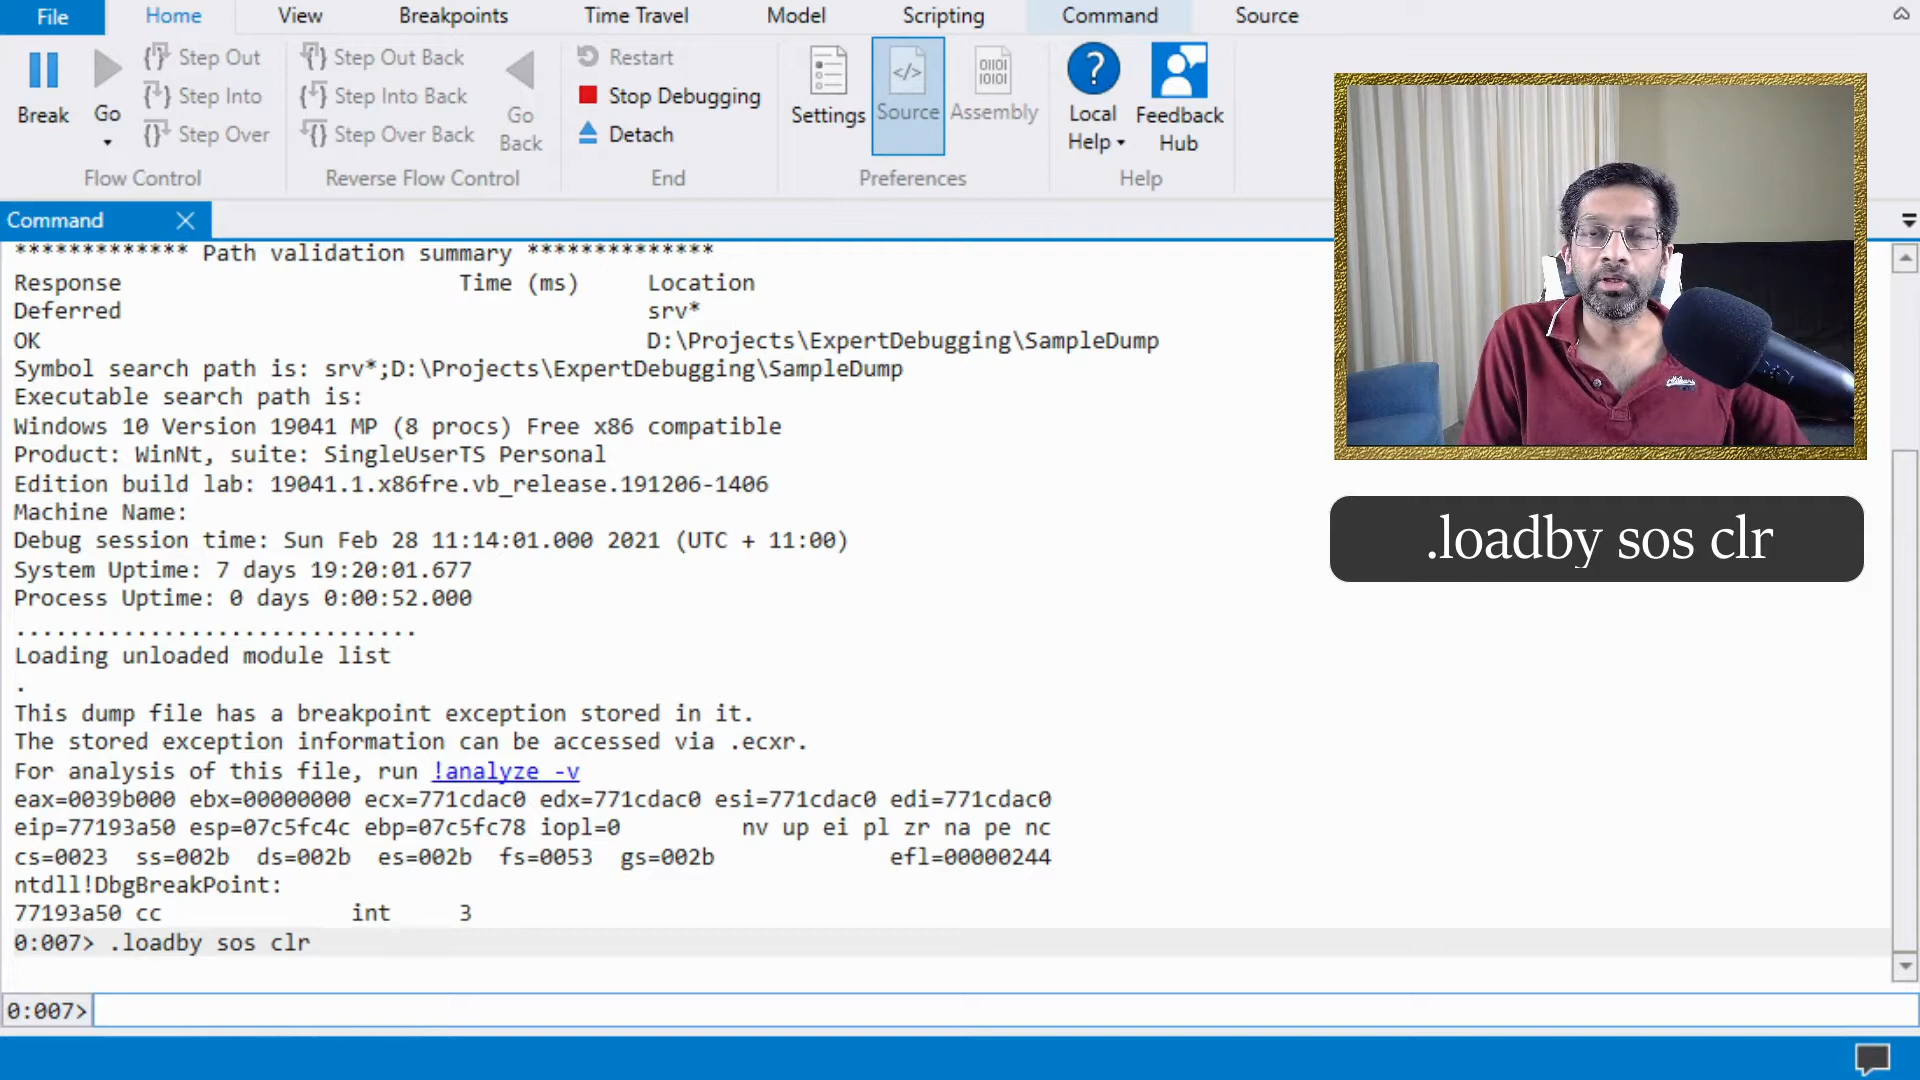 File Home View Breakpoints Time Travel Model Scripting Command Source
Break
Go
Step Out
Step Into
Step Over
Flow Control
Step Out Back
Step Into Back
Step Over Back
Go
Back
Reverse Flow Control
Restart
Stop Debugging
Detach
End
Settings
</>
Source
Assembly
Preferences
?
Local
Help
Feedback
Hub
Help
Command
************* Path validation summary **************
Response Time (ms) Location
Deferred srv*
OK D:\Projects\ExpertDebugging\SampleDump
Symbol search path is: srv*;D:\Projects\ExpertDebugging\SampleDump
Executable search path is:
Windows 10 Version 19041 MP (8 procs) Free x86 compatible
Product: WinNt, suite: SingleUserTS Personal
Edition build lab: 19041.1.x86fre.vb_release.191206-1406
Machine Name:
Debug session time: Sun Feb 28 11:14:01.000 2021 (UTC + 11:00)
System Uptime: 7 days 19:20:01.677
Process Uptime: 0 days 0:00:52.000
..............................
Loading unloaded module list
.
This dump file has a breakpoint exception stored in it.
The stored exception information can be accessed via .ecxr.
For analysis of this file, run !analyze -v
eax=0039b000 ebx=00000000 ecx=771cdac0 edx=771cdac0 esi=771cdac0 edi=771cdac0
eip=77193a50 esp=07c5fc4c ebp=07c5fc78 iopl=0 nv up ei pl zr na pe nc
cs=0023 ss=002b ds=002b es=002b fs=0053 gs=002b efl=00000244
ntdll!DbgBreakPoint:
77193a50 cc int 3
0:007> .loadby sos clr
0:007>
.loadby sos clr